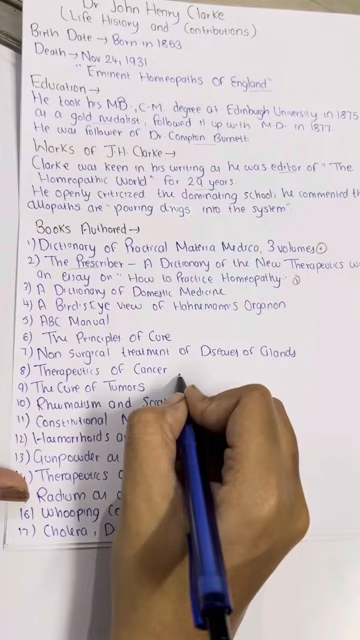 Dr John Henry Clarke
(Life History and Contributions)
Birth Date → Born in 1853
Death → Nov 24, 1931
"Eminent Homeopaths of England"
Education →
He took his MB., C.M. degree at Edinburgh University in 1875
as a gold medalist, followed it up with M.D. in 1877.
He was follower of Dr. Compton Burnett.
Works of J.H Clarke →
Clarke was keen in his writing as he was editor of "The
Homeopathic World" for 29 years.
He openly criticized the dominating school, he commented th
allopaths are "pouring drugs into the system".
Books Authored →
1) Dictionary of Practical Materia Medica, 3 volumes
2) The Prescriber - A Dictionary of the New Therapeutics w
an essay on "How to Practice Homeopathy"
3) A Dictionary of Domestic Medicine
4) A Bird's Eye View of Hahnemann's Organon
5) ABC Manual
6) The Principles of Cure
7) Non Surgical treatment of Diseases of Glands
8) Therapeutics of Cancer
9) The Cure of Tumors
10) Rheumatism and
11) Constitutional
12) Haemorrhoids a
13) Gunpowder as
Therapeutics
Radium as
16) Whooping
17) Cholera, D